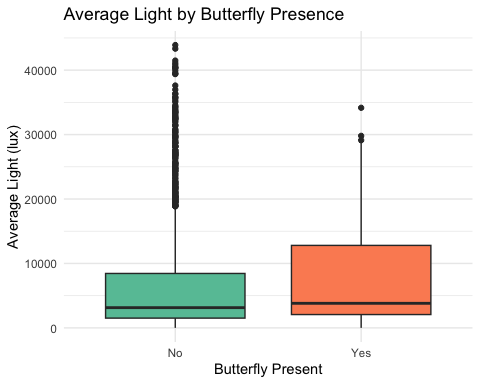 Average Light by Butterfly Presence
Average Light (lux)
40000
30000
20000
10000
0
No
Yes
Butterfly Present